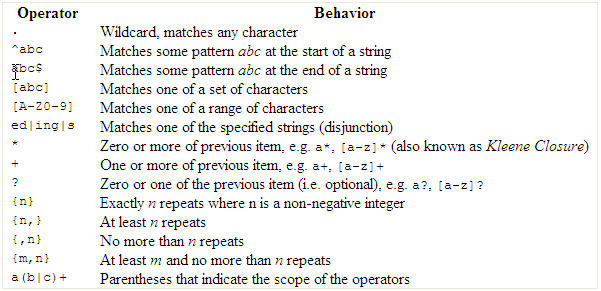 Operator Behavior
. Wildcard, matches any character
^abc Matches some pattern abc at the start of a string
abc$ Matches some pattern abc at the end of a string
[abc] Matches one of a set of characters
[A-Z0-9] Matches one of a range of characters
ed|ing|s Matches one of the specified strings (disjunction)
* Zero or more of previous item, e.g. a*, [a-z]* (also known as Kleene Closure)
+ One or more of previous item, e.g. a+, [a-z]+
? Zero or one of the previous item (i.e. optional), e.g. a?, [a-z]?
{n} Exactly n repeats where n is a non-negative integer
{n,} At least n repeats
{,n} No more than n repeats
{m,n} At least m and no more than n repeats
a(b|c)+ Parentheses that indicate the scope of the operators